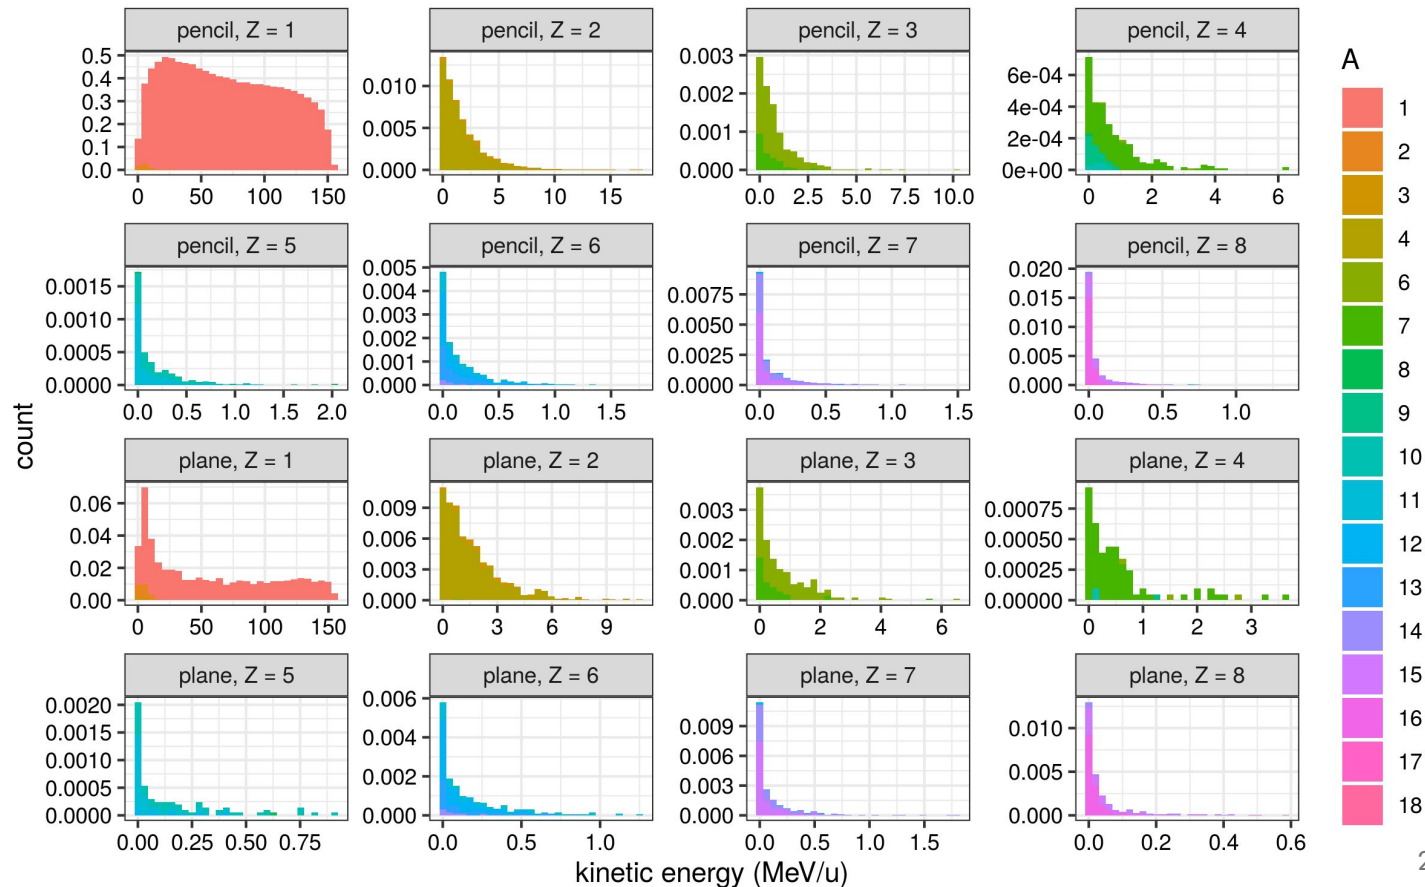 pencil, Z = 1
pencil, Z = 2
pencil, Z = 3
pencil, Z = 4
0.5
0.4
0.3
0.2
0.1
0.0
0 50 100 150
0.010
0.005
0.000
0 5 10 15
0.003
0.002
0.001
0.000
0.0 2.5 5.0 7.5 10.0
6e-04
4e-04
2e-04
0e+00
0 2 4 6
pencil, Z = 5
pencil, Z = 6
pencil, Z = 7
pencil, Z = 8
0.0015
0.0010
0.0005
0.0000
0.0 0.5 1.0 1.5 2.0
0.005
0.004
0.003
0.002
0.001
0.000
0.0 0.5 1.0 1.5
0.0075
0.0050
0.0025
0.0000
0.0 0.5 1.0 1.5
0.020
0.015
0.010
0.005
0.000
0.0 0.5 1.0
plane, Z = 1
plane, Z = 2
plane, Z = 3
plane, Z = 4
0.06
0.04
0.02
0.00
0 50 100 150
0.009
0.006
0.003
0.000
0 3 6 9
0.003
0.002
0.001
0.000
0 2 4 6
0.00075
0.00050
0.00025
0.00000
0 1 2 3
plane, Z = 5
plane, Z = 6
plane, Z = 7
plane, Z = 8
0.0020
0.0015
0.0010
0.0005
0.0000
0.00 0.25 0.50 0.75
0.006
0.004
0.002
0.000
0.0 0.5 1.0
0.009
0.006
0.003
0.000
0.0 0.5 1.0 1.5
0.010
0.005
0.000
0.0 0.2 0.4 0.6
count
kinetic energy (MeV/u)
A
1
2
3
4
6
7
8
9
10
11
12
13
14
15
16
17
18